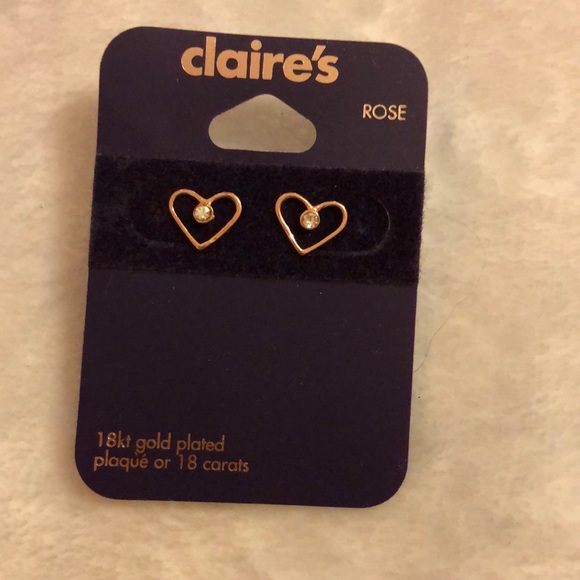 claire's
ROSE
18kt gold plated
plaqué or 18 carats